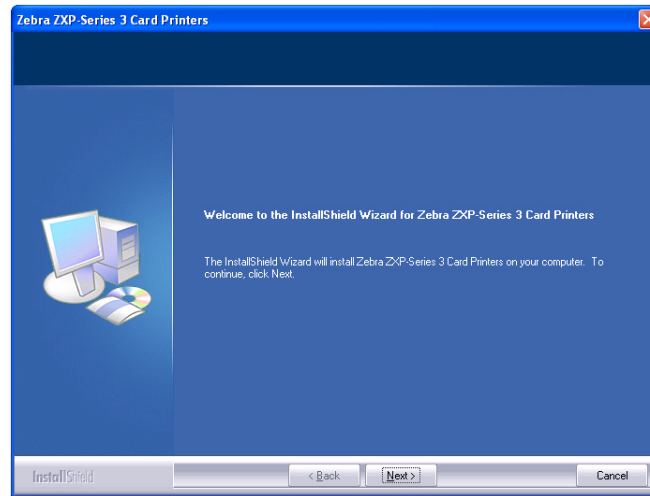 Zebra ZXP-Series 3 Card Printers
Welcome to the InstallShield Wizard for Zebra ZXP-Series 3 Card Printers
The InstallShield Wizard will install Zebra ZXP-Series 3 Card Printers on your computer. To
continue, click Next.
InstallShield
< Back
Next >
Cancel